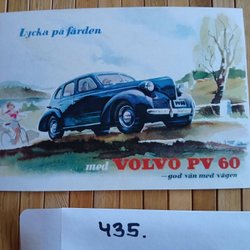 Lycka på färden
med VOLVO PV 60
—god vän med vägen
435.